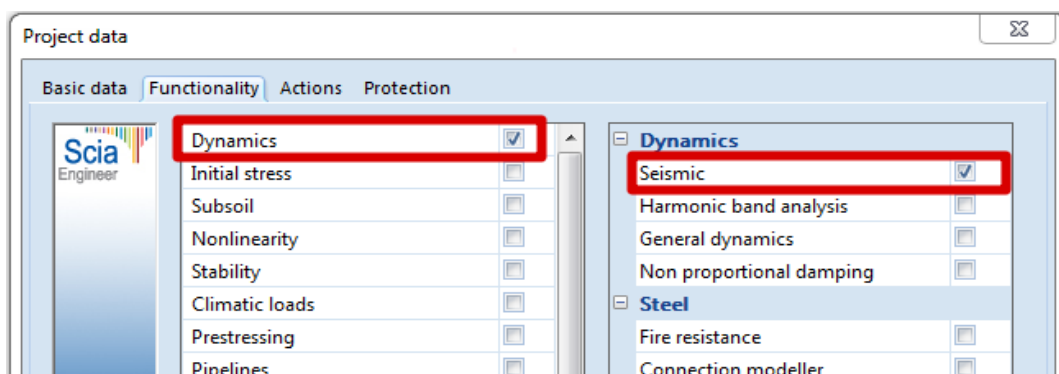 Project data
Basic data Functionality Actions Protection
Scia
Engineer
Dynamics
Initial stress
Subsoil
Nonlinearity
Stability
Climatic loads
Prestressing
Pipelines
Dynamics
Seismic
Harmonic band analysis
General dynamics
Non proportional damping
Steel
Fire resistance
Connection modeller